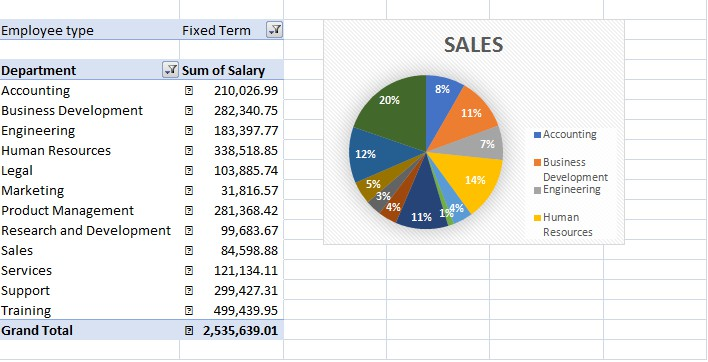 Employee type Fixed Term
Department Sum of Salary
Accounting 210,026.99
Business Development 282,340.75
Engineering 183,397.77
Human Resources 338,518.85
Legal 103,885.74
Marketing 31,816.57
Product Management 281,368.42
Research and Development 99,683.67
Sales 84,598.88
Services 121,134.11
Support 299,427.31
Training 499,439.95
Grand Total 2,535,639.01
SALES
8%
11%
7%
14%
4%
1%
11%
4%
3%
5%
12%
20%
Accounting
Business
Development
Engineering
Human
Resources